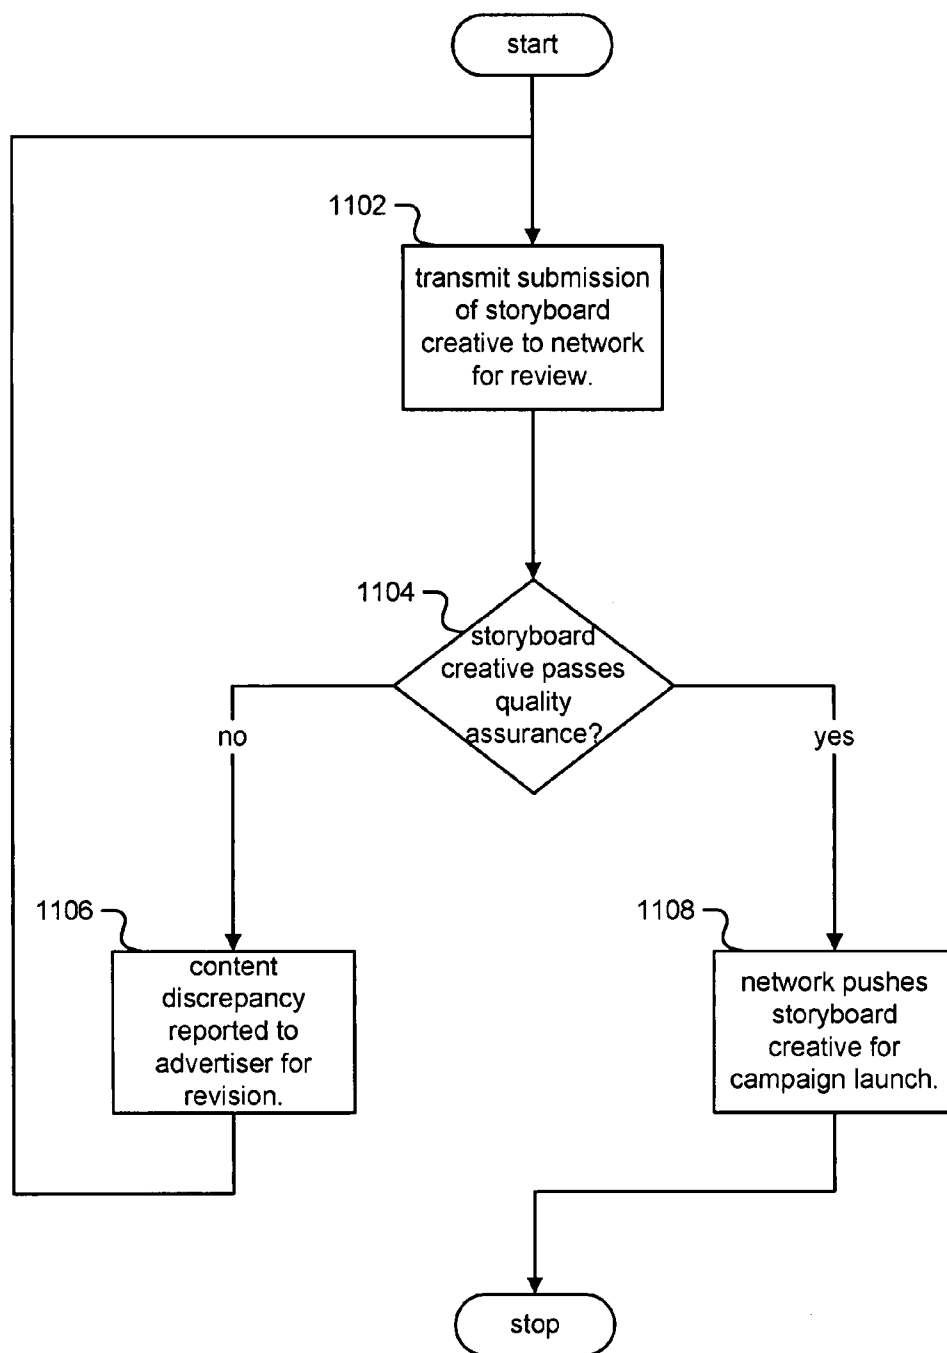 start
1102
transmit submission
of storyboard
creative to network
for review.
1104
storyboard
creative passes
quality
assurance?
no
yes
1106
content
discrepancy
reported to
advertiser for
revision.
1108
network pushes
storyboard
creative for
campaign launch.
stop